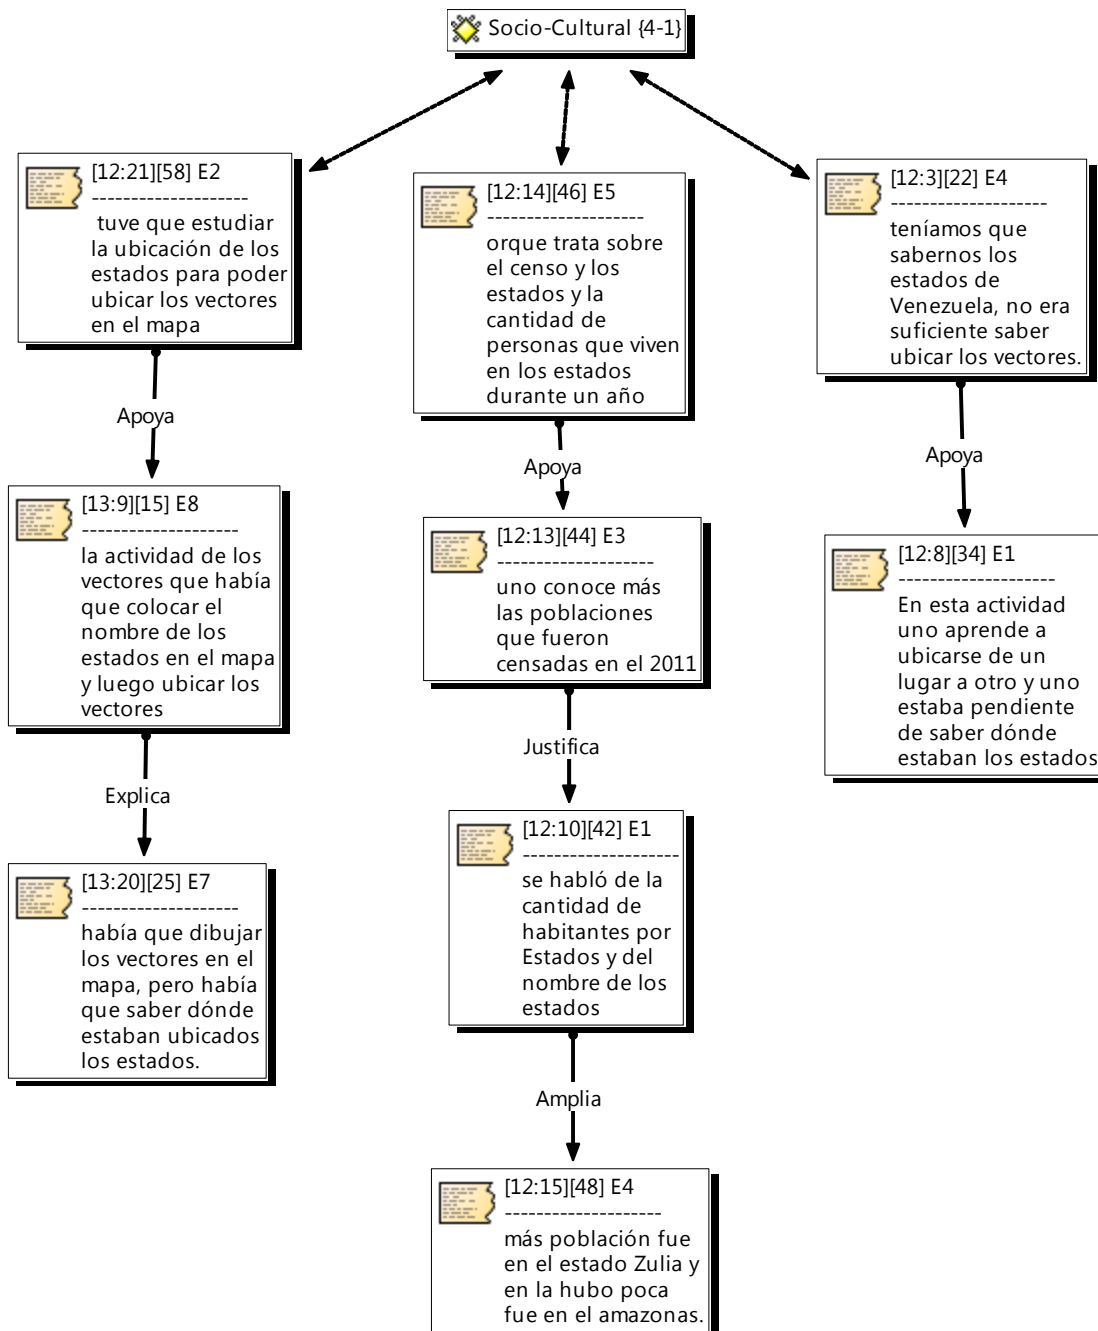 Socio-Cultural {4-1}
[12:21][58] E2
--------------------
tuve que estudiar
la ubicación de los
estados para poder
ubicar los vectores
en el mapa
Apoya
[13:9][15] E8
--------------------
la actividad de los
vectores que había
que colocar el
nombre de los
estados en el mapa
y luego ubicar los
vectores
Explica
[13:20][25] E7
--------------------
había que dibujar
los vectores en el
mapa, pero había
que saber dónde
estaban ubicados
los estados.
[12:14][46] E5
--------------------
orque trata sobre
el censo y los
estados y la
cantidad de
personas que viven
en los estados
durante un año
Apoya
[12:13][44] E3
--------------------
uno conoce más
las poblaciones
que fueron
censadas en el 2011
Justifica
[12:10][42] E1
--------------------
se habló de la
cantidad de
habitantes por
Estados y del
nombre de los
estados
Amplia
[12:15][48] E4
--------------------
más población fue
en el estado Zulia y
en la hubo poca
fue en el amazonas.
[12:3][22] E4
--------------------
teníamos que
sabernos los
estados de
Venezuela, no era
suficiente saber
ubicar los vectores.
Apoya
[12:8][34] E1
--------------------
En esta actividad
uno aprende a
ubicarse de un
lugar a otro y uno
estaba pendiente
de saber dónde
estaban los estados